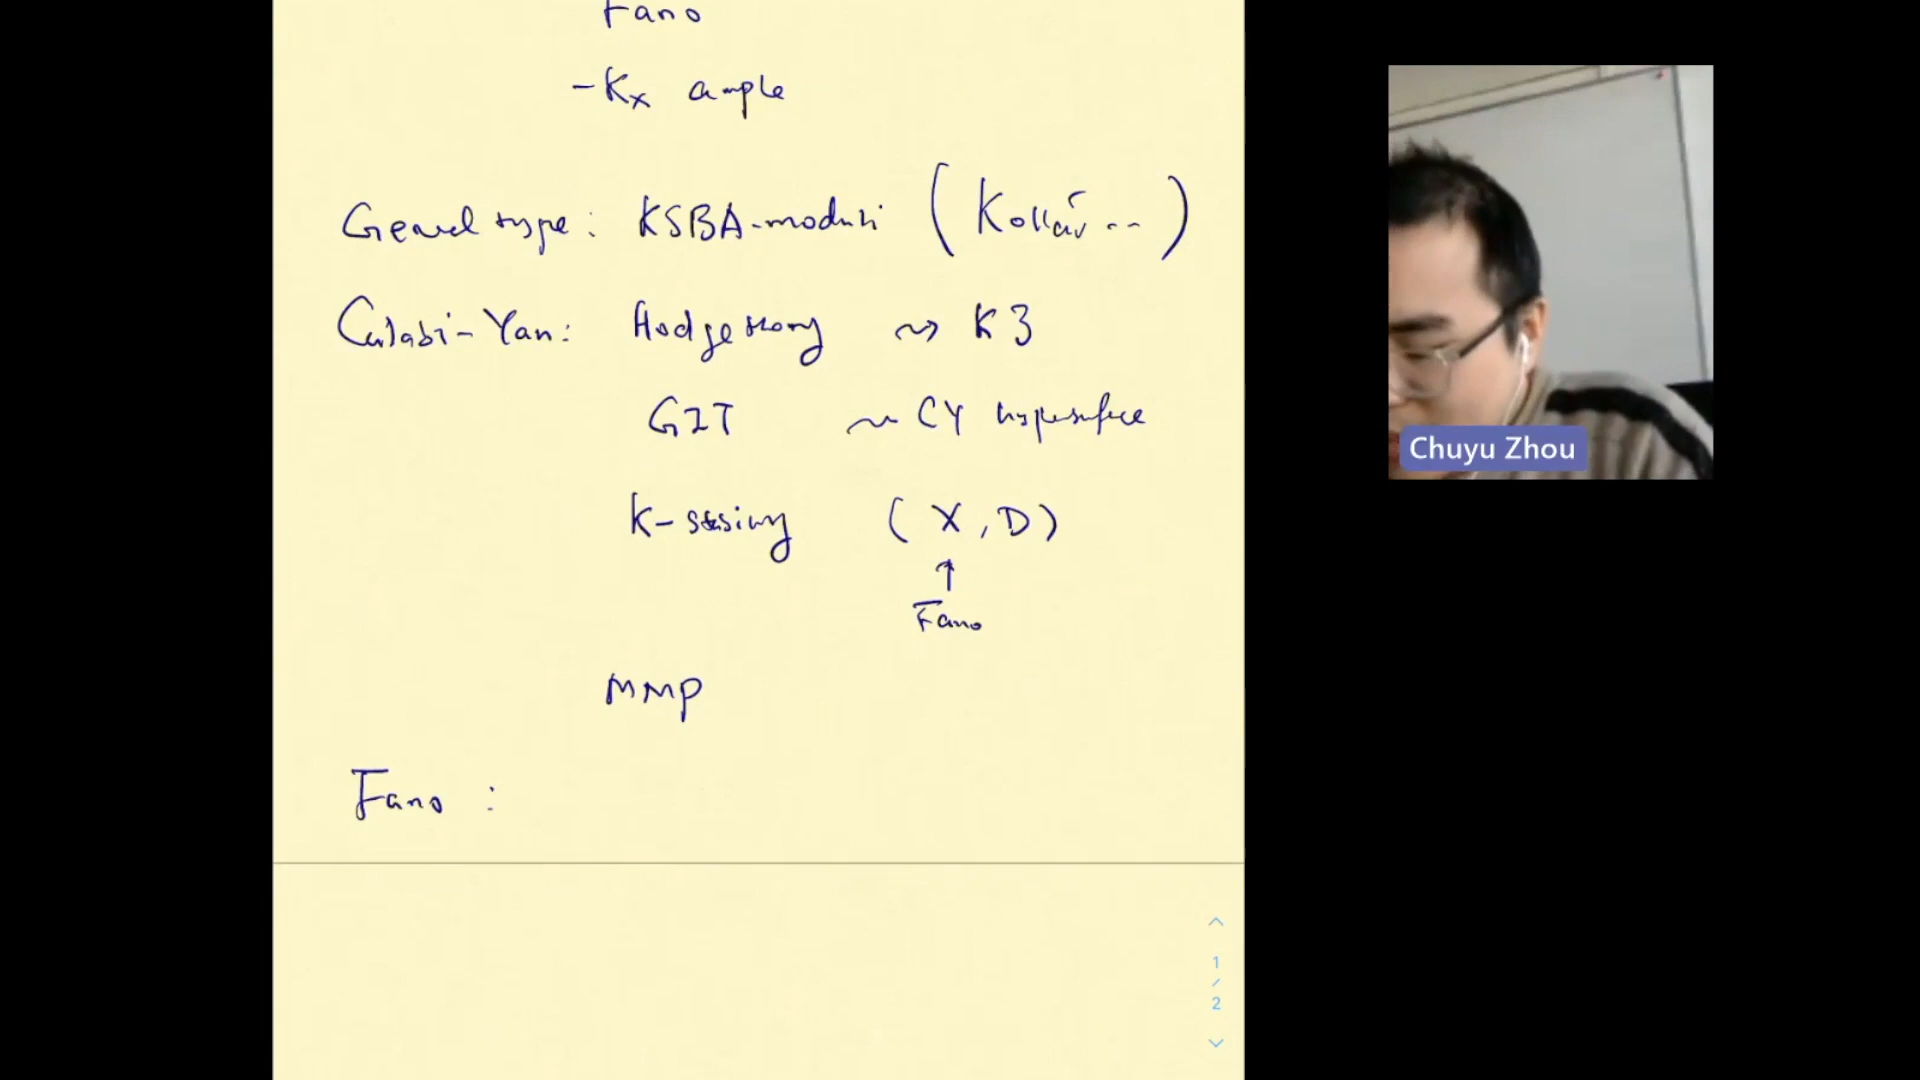 Fano
-Kx ample
General type: KSBA-moduli (Kollár ...)
Calabi-Yau: Hodge theory ⇝ K3
GIT ~ CY hypersurface
K-stability (X, D)
↑
Fano
MMP
Fano :
1
/
2
Chuyu Zhou